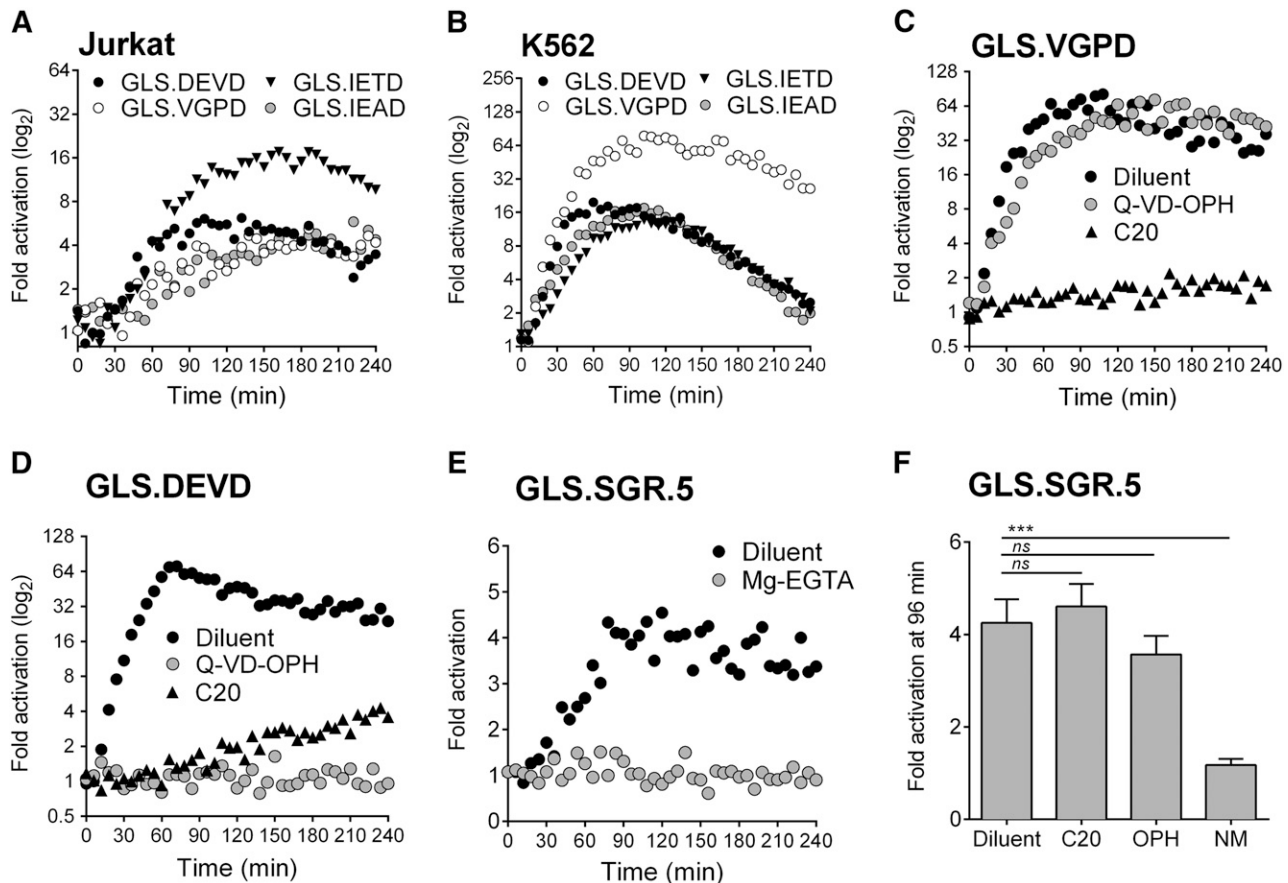 A
Jurkat
GLS.DEVD
GLS.IETD
GLS.VGPD
GLS.IEAD
Fold activation (log2)
64
32
16
8
4
2
1
0 30 60 90 120 150 180 210 240
Time (min)
B
K562
GLS.DEVD
GLS.IETD
GLS.VGPD
GLS.IEAD
Fold activation (log2)
256
128
64
32
16
8
4
2
1
0 30 60 90 120 150 180 210 240
Time (min)
C
GLS.VGPD
Fold activation (log2)
128
64
32
16
8
4
2
1
0.5
Diluent
Q-VD-OPH
C20
0 30 60 90 120 150 180 210 240
Time (min)
D
GLS.DEVD
Fold activation (log2)
128
64
32
16
8
4
2
1
0.5
Diluent
Q-VD-OPH
C20
0 30 60 90 120 150 180 210 240
Time (min)
E
GLS.SGR.5
Fold activation
6
5
4
3
2
1
0
Diluent
Mg-EGTA
0 30 60 90 120 150 180 210 240
Time (min)
F
GLS.SGR.5
Fold activation at 96 min
6
4
2
0
***
ns
ns
Diluent C20 OPH NM